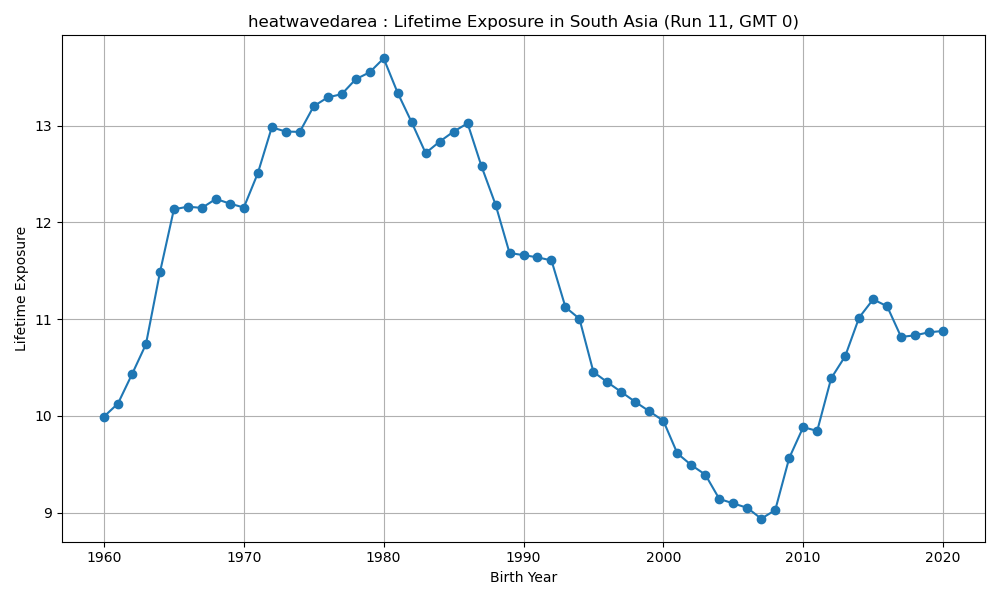 heatwavedarea : Lifetime Exposure in South Asia (Run 11, GMT 0)
Lifetime Exposure
13
12
11
10
9
1960 1970 1980 1990 2000 2010 2020
Birth Year